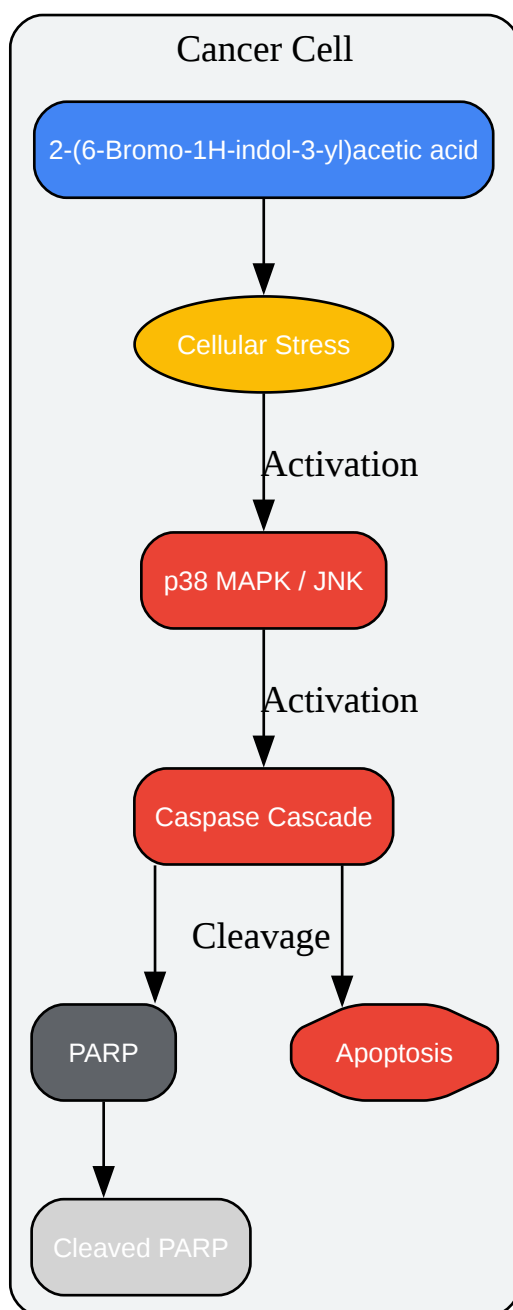 Cancer Cell
2-(6-Bromo-1H-indol-3-yl)acetic acid
Cellular Stress
Activation
p38 MAPK / JNK
Activation
Caspase Cascade
Cleavage
PARP
Apoptosis
Cleaved PARP